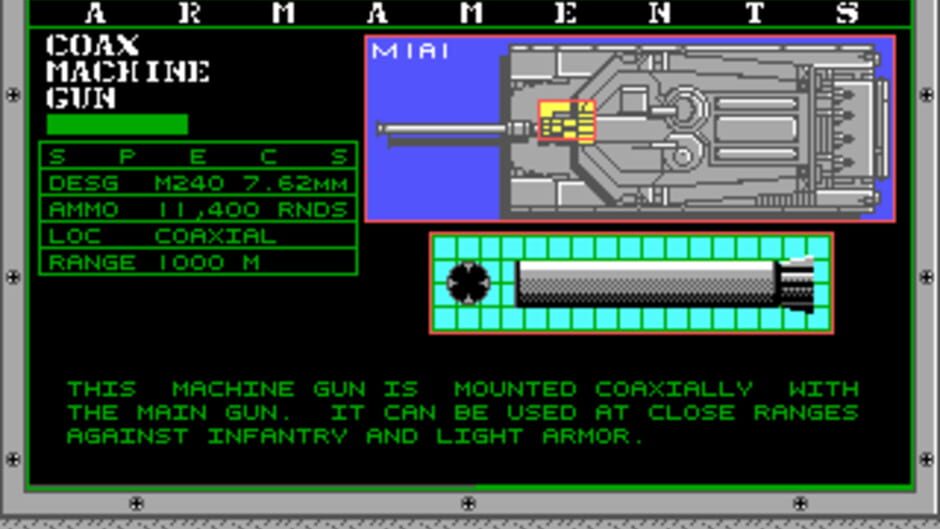 A R M A M E N T S
COAX
MACHINE
GUN
M1A1
S P E C S
DESG M240 7.62MM
AMMO 11,400 RNDS
LOC COAXIAL
RANGE 1000 M
THIS MACHINE GUN IS MOUNTED COAXIALLY WITH
THE MAIN GUN. IT CAN BE USED AT CLOSE RANGES
AGAINST INFANTRY AND LIGHT ARMOR.